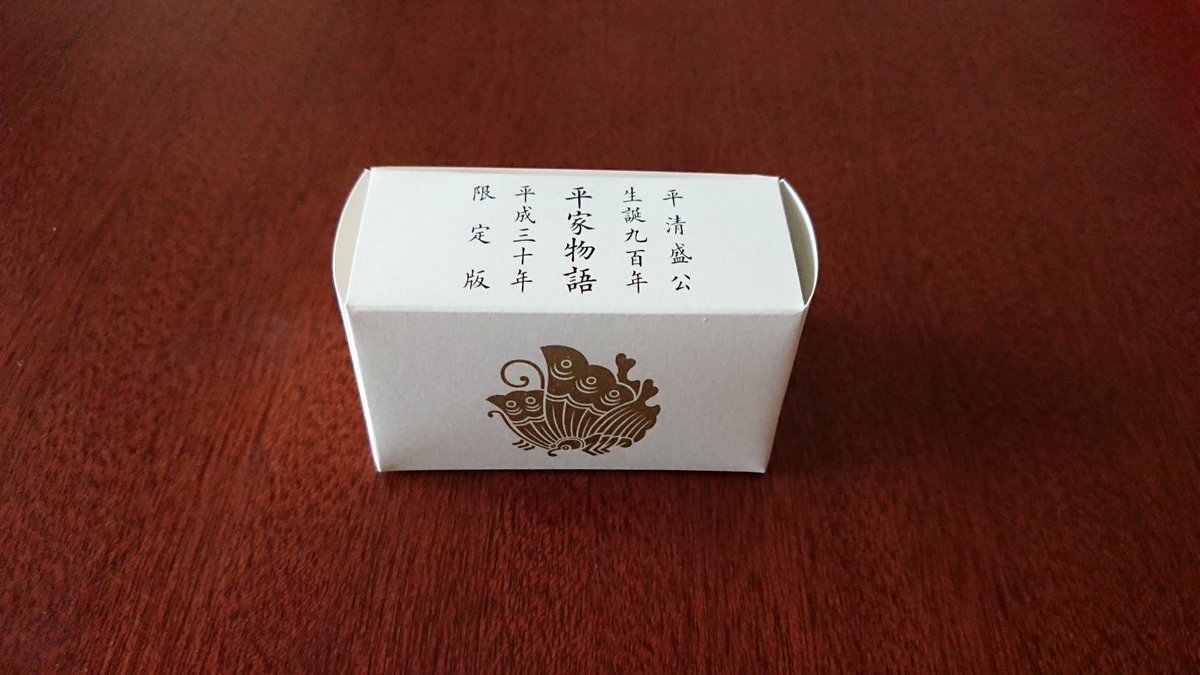 平清盛公
生誕九百年
平家物語
平成三十年
限定版